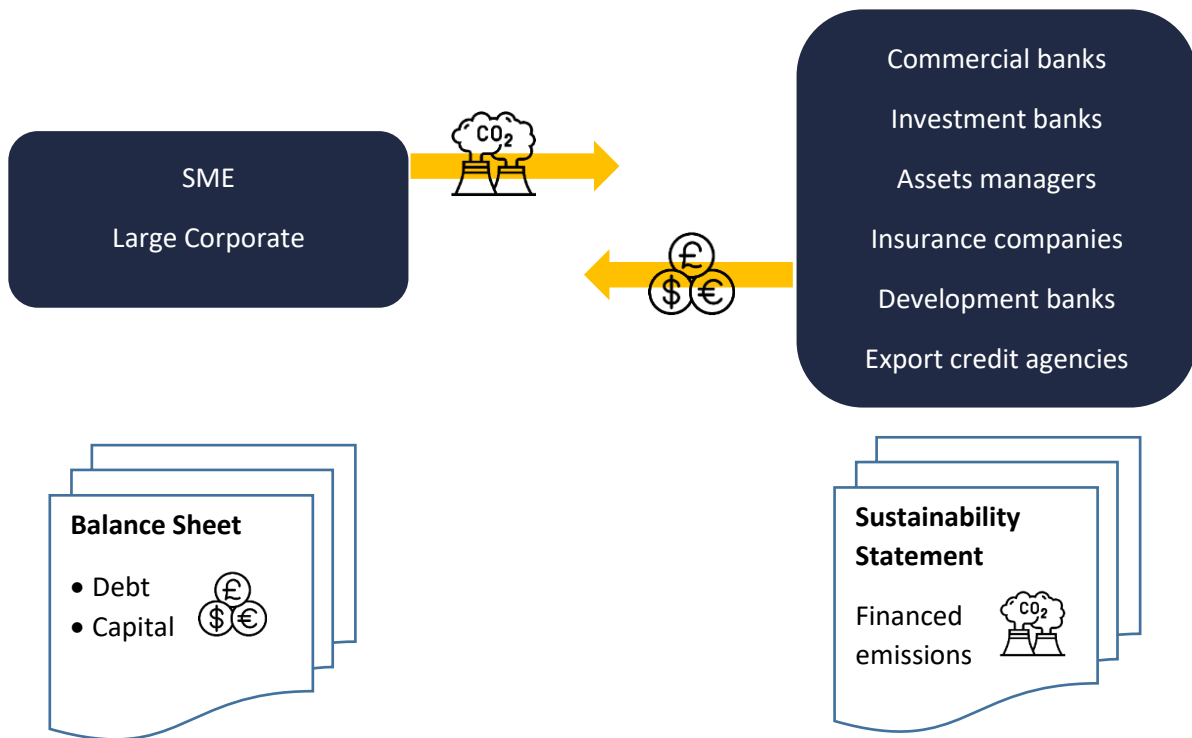 SME
Large Corporate
CO₂
£
$ €
Commercial banks
Investment banks
Assets managers
Insurance companies
Development banks
Export credit agencies
Balance Sheet
• Debt
• Capital
£
$ €
Sustainability
Statement
Financed
emissions
CO₂